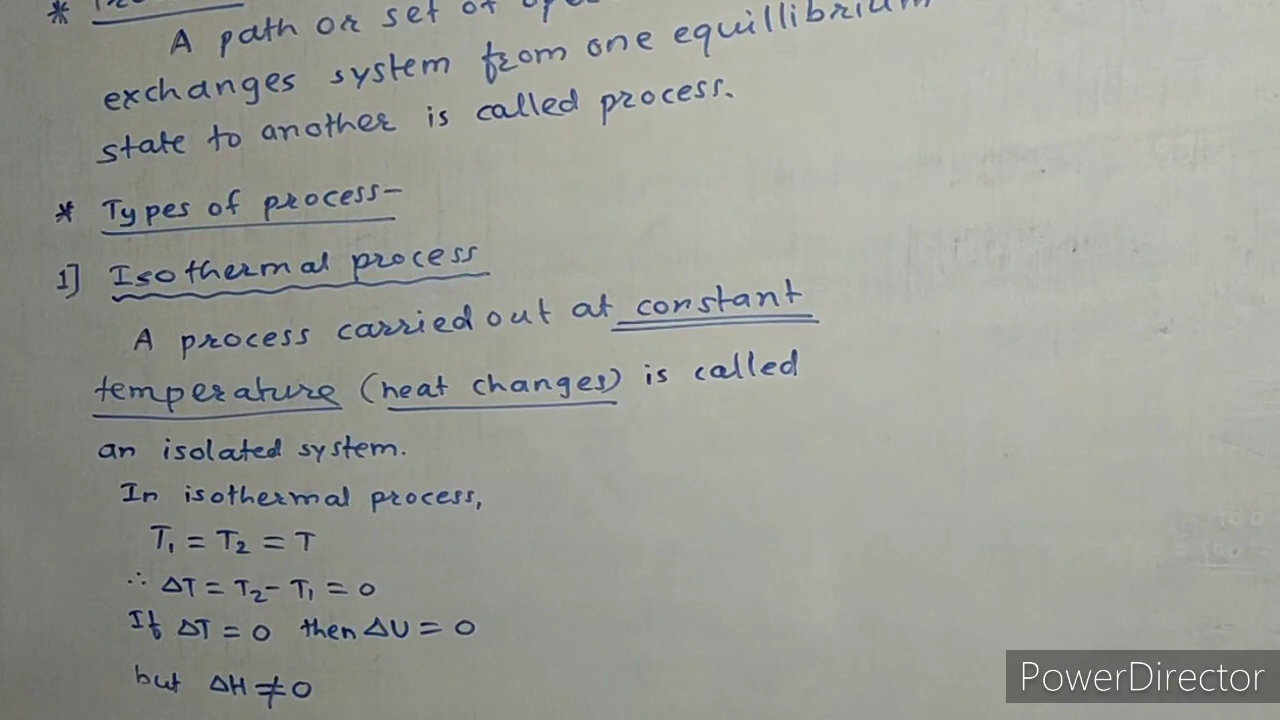 *
A path or set of
exchanges system from one equillibrium
state to another is called process.
* Types of process-
1] Isothermal process
A process carried out at constant
temperature (heat changes) is called
an isolated system.
In isothermal process,
T₁ = T₂ = T
∴ ΔT = T₂ - T₁ = 0
If ΔT = 0 then ΔU = 0
but ΔH ≠ 0
PowerDirector